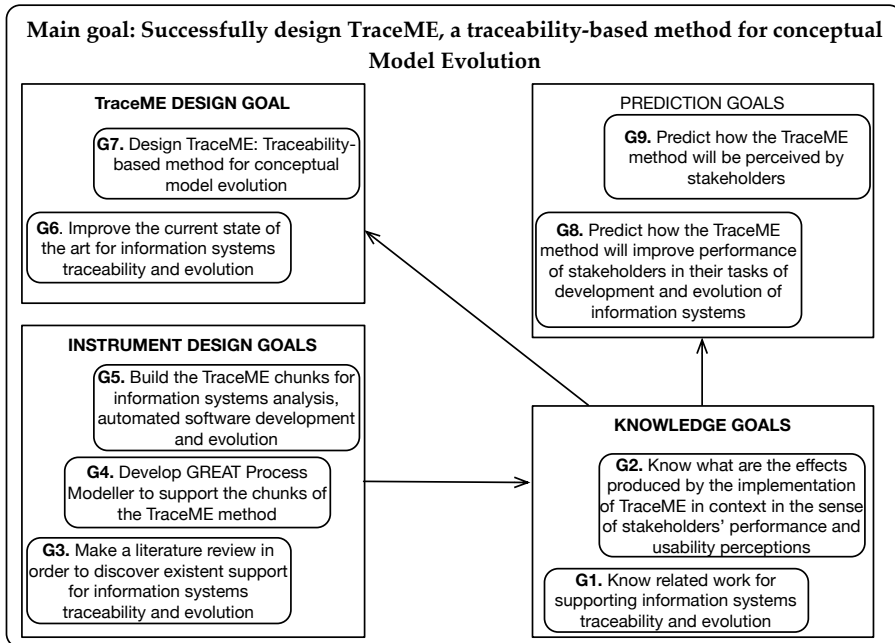 Main goal: Successfully design TraceME, a traceability-based method for conceptual
Model Evolution
TraceME DESIGN GOAL
G7. Design TraceME: Traceability-
based method for conceptual
model evolution
G6. Improve the current state of
the art for information systems
traceability and evolution
PREDICTION GOALS
G9. Predict how the TraceME
method will be perceived by
stakeholders
G8. Predict how the TraceME
method will improve performance
of stakeholders in their tasks of
development and evolution of
information systems
INSTRUMENT DESIGN GOALS
G5. Build the TraceME chunks for
information systems analysis,
automated software development
and evolution
G4. Develop GREAT Process
Modeller to support the chunks of
the TraceME method
G3. Make a literature review in
order to discover existent support
for information systems
traceability and evolution
KNOWLEDGE GOALS
G2. Know what are the effects
produced by the implementation
of TraceME in context in the sense
of stakeholders' performance and
usability perceptions
G1. Know related work for
supporting information systems
traceability and evolution